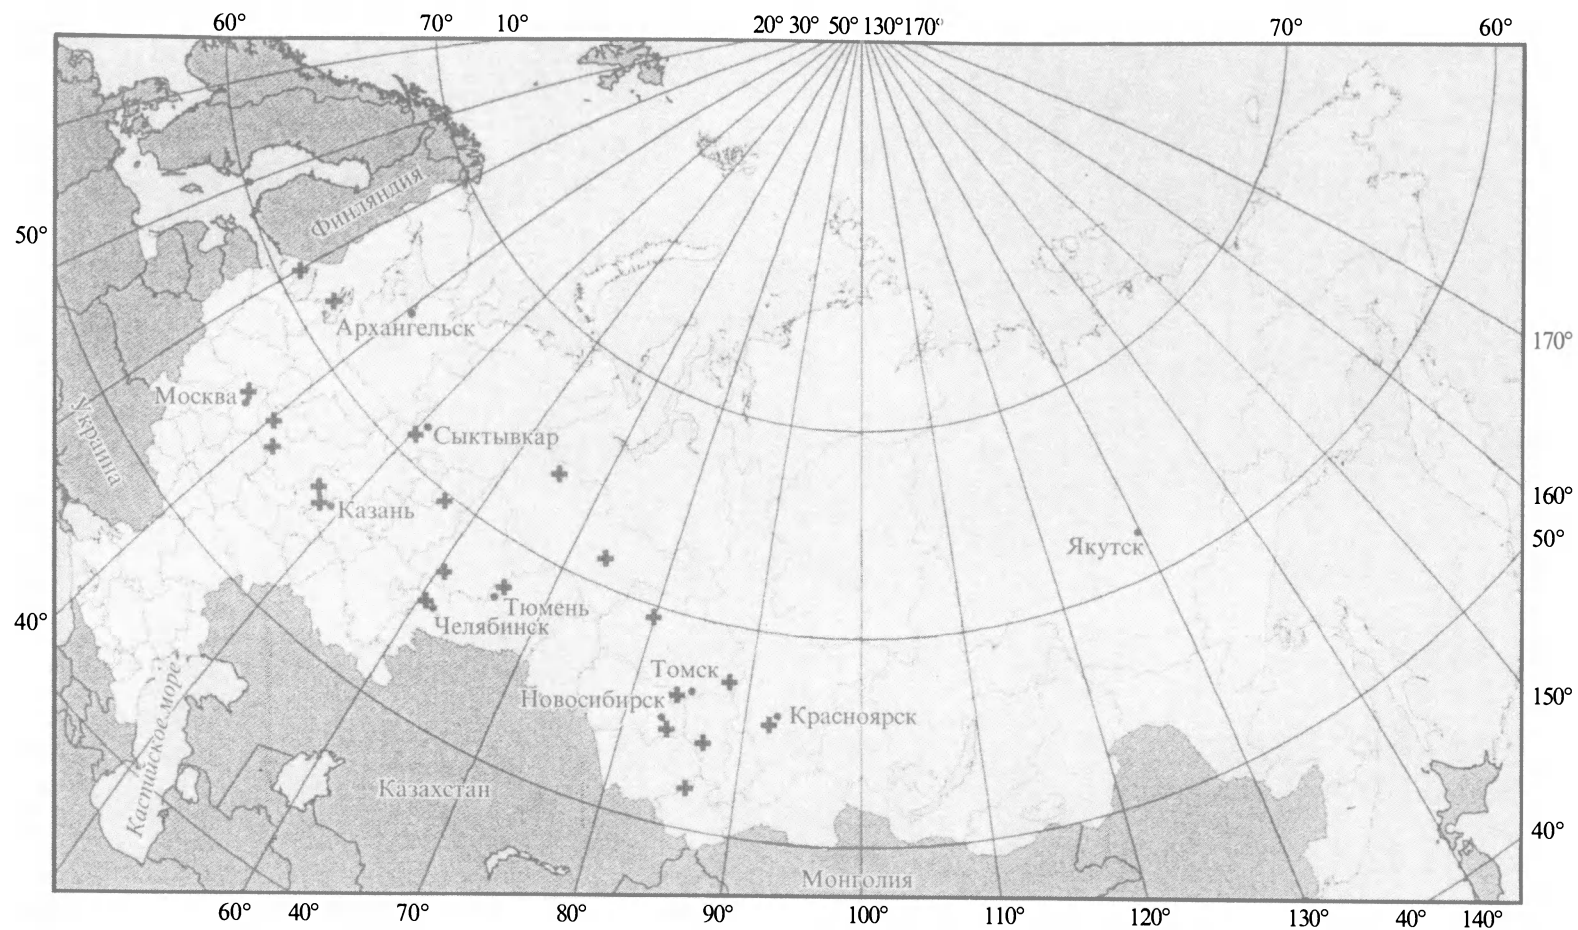 60° 70° 10° 20° 30° 50° 130° 170° 70° 60°
50°
Финляндия
Архангельск
170°
Москва
Украина
Сыктывкар
160°
Казань
50°
Якутск
Тюмень
40°
Челябинск
Томск
150°
Новосибирск
Красноярск
Каспийское море
Казахстан
40°
Монголия
60° 40° 70° 80° 90° 100° 110° 120° 130° 40° 140°